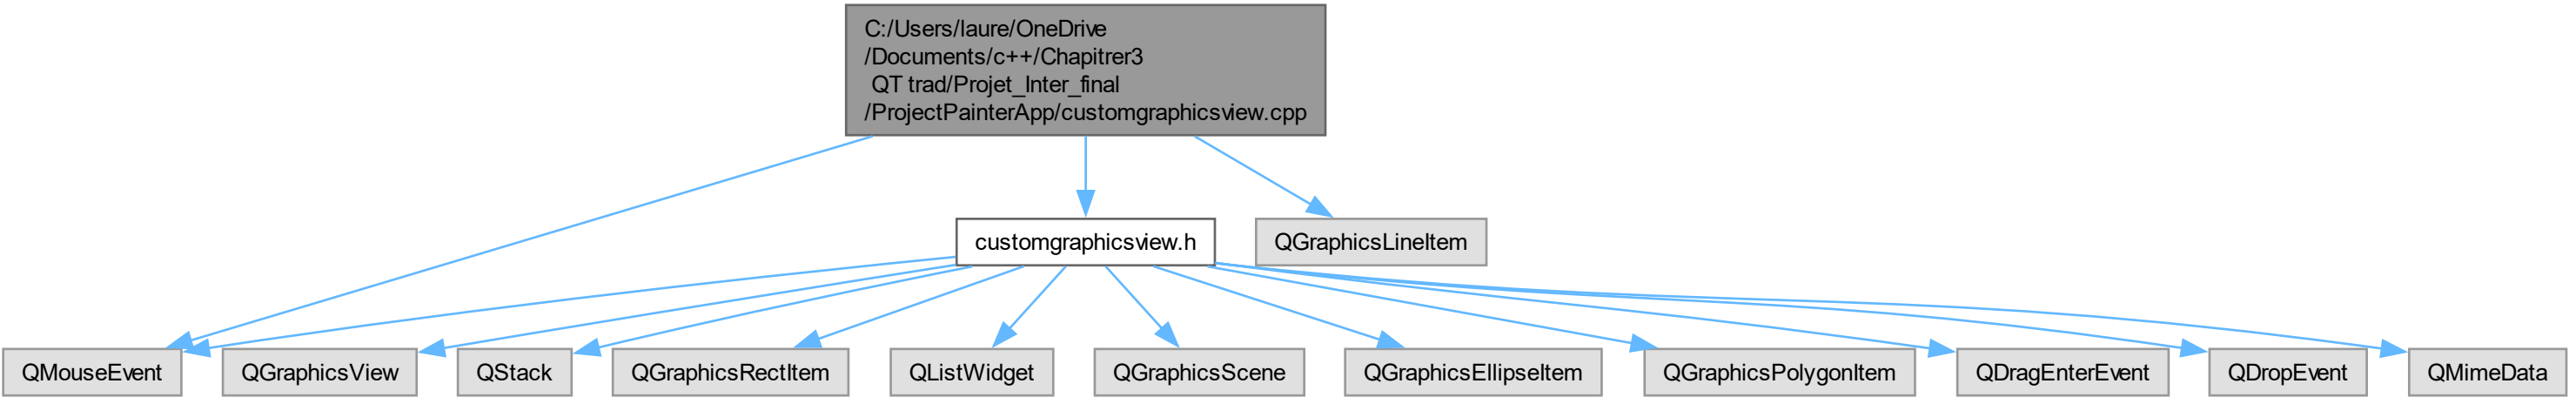 C:/Users/laure/OneDrive
/Documents/c++/Chapitrer3
QT trad/Projet_Inter_final
/ProjectPainterApp/customgraphicsview.cpp
customgraphicsview.h
QGraphicsLineItem
QMouseEvent
QGraphicsView
QStack
QGraphicsRectItem
QListWidget
QGraphicsScene
QGraphicsEllipseItem
QGraphicsPolygonItem
QDragEnterEvent
QDropEvent
QMimeData